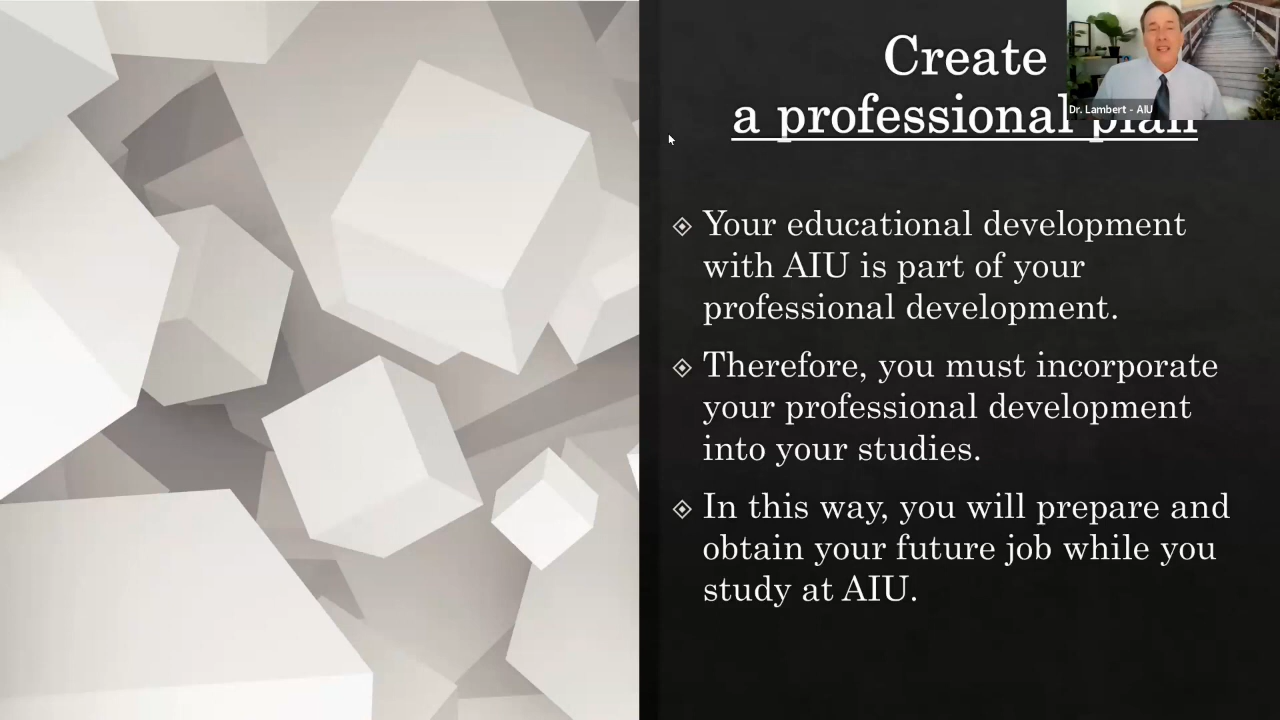 Create
a professional plan
Dr. Lambert - AIU
Your educational development
with AIU is part of your
professional development.
Therefore, you must incorporate
your professional development
into your studies.
In this way, you will prepare and
obtain your future job while you
study at AIU.